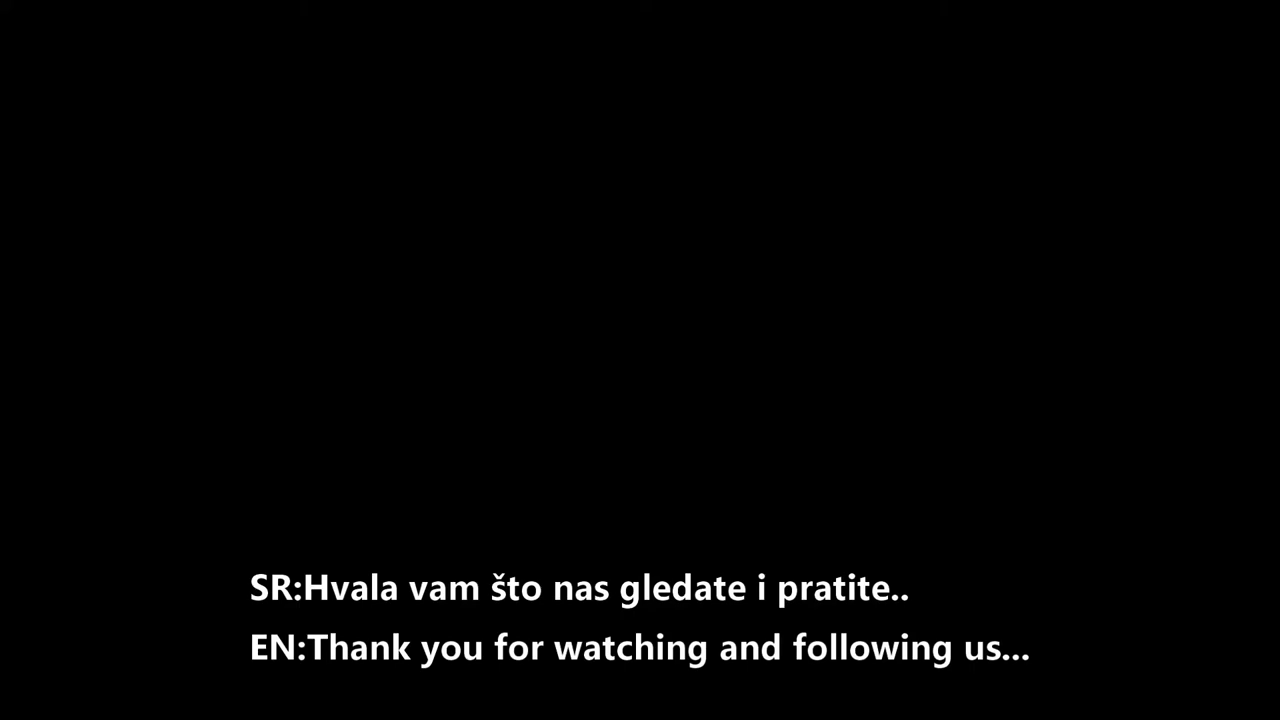 SR:Hvala vam što nas gledate i pratite..
EN:Thank you for watching and following us...